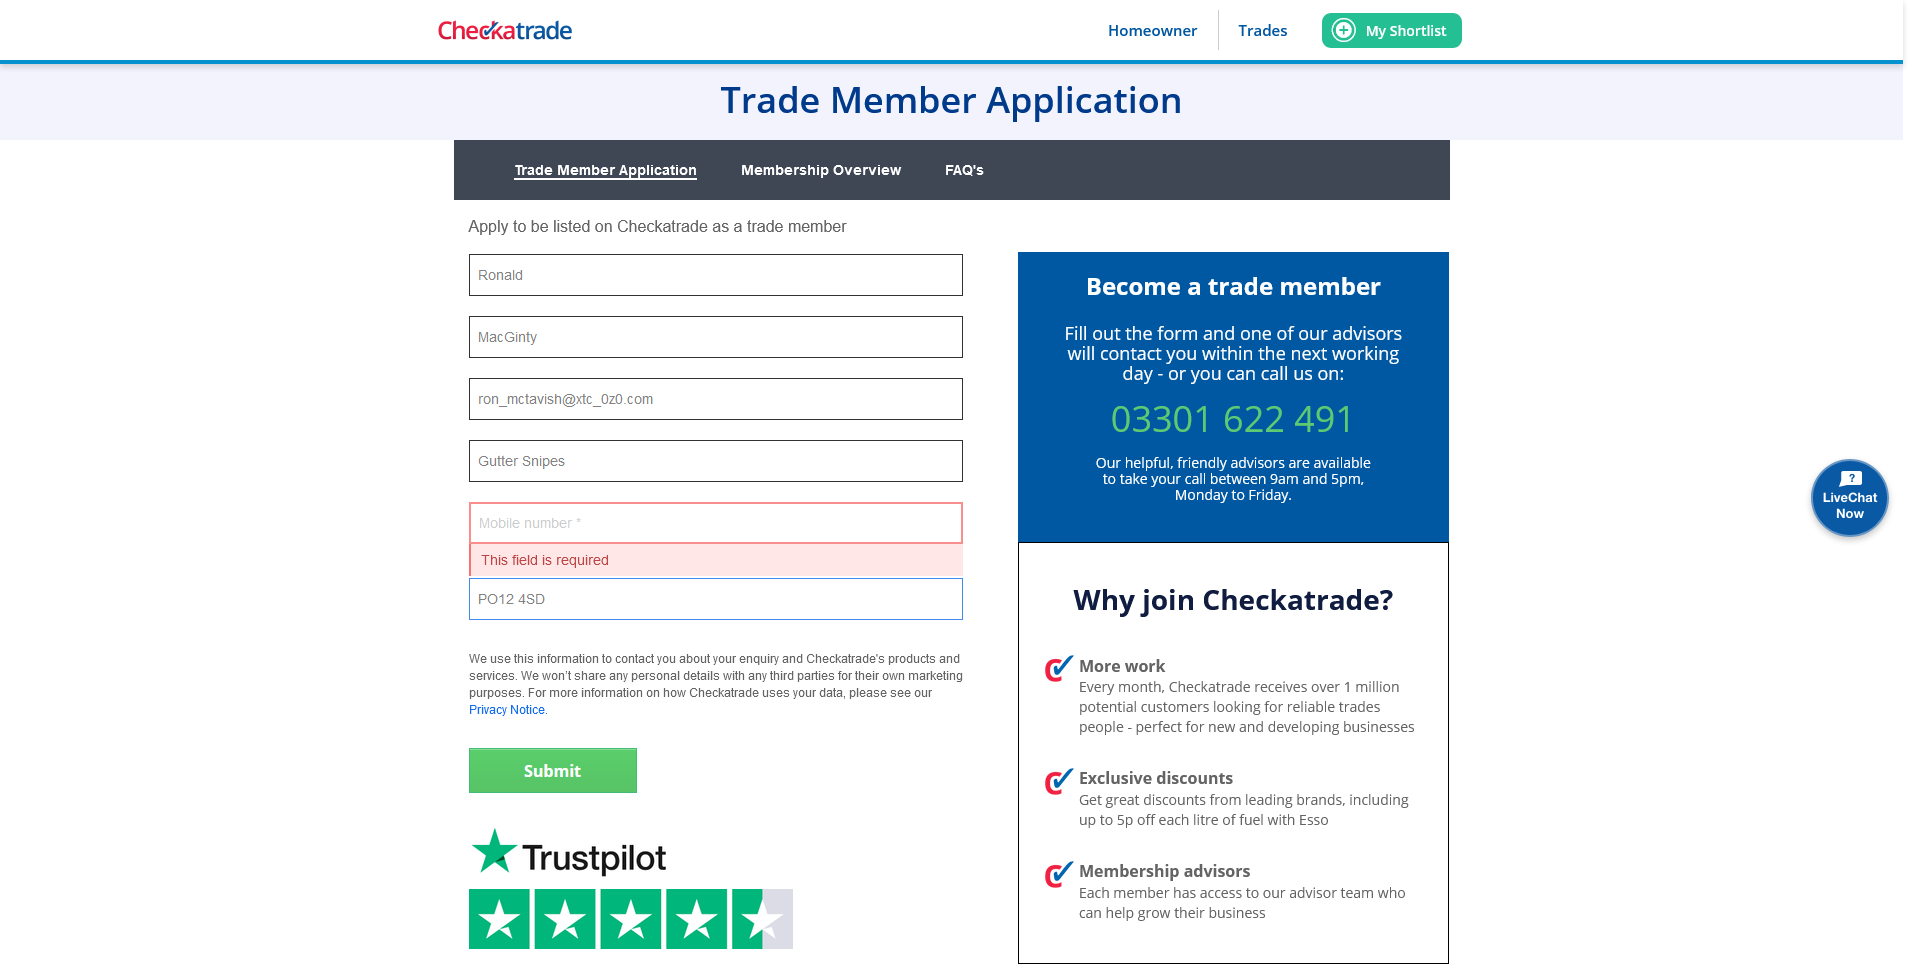 Checkatrade
Homeowner
Trades
My Shortlist
Trade Member Application
Trade Member Application
Membership Overview
FAQ's
Apply to be listed on Checkatrade as a trade member
Ronald
MacGinty
ron_mctavish@xtc_0z0.com
Gutter Snipes
Mobile number *
This field is required
PO12 4SD
We use this information to contact you about your enquiry and Checkatrade's products and
services. We won't share any personal details with any third parties for their own marketing
purposes. For more information on how Checkatrade uses your data, please see our
Privacy Notice.
Submit
Trustpilot
Become a trade member
Fill out the form and one of our advisors
will contact you within the next working
day - or you can call us on:
03301 622 491
Our helpful, friendly advisors are available
to take your call between 9am and 5pm,
Monday to Friday.
Why join Checkatrade?
More work
Every month, Checkatrade receives over 1 million
potential customers looking for reliable trades
people - perfect for new and developing businesses
Exclusive discounts
Get great discounts from leading brands, including
up to 5p off each litre of fuel with Esso
Membership advisors
Each member has access to our advisor team who
can help grow their business
?
LiveChat
Now